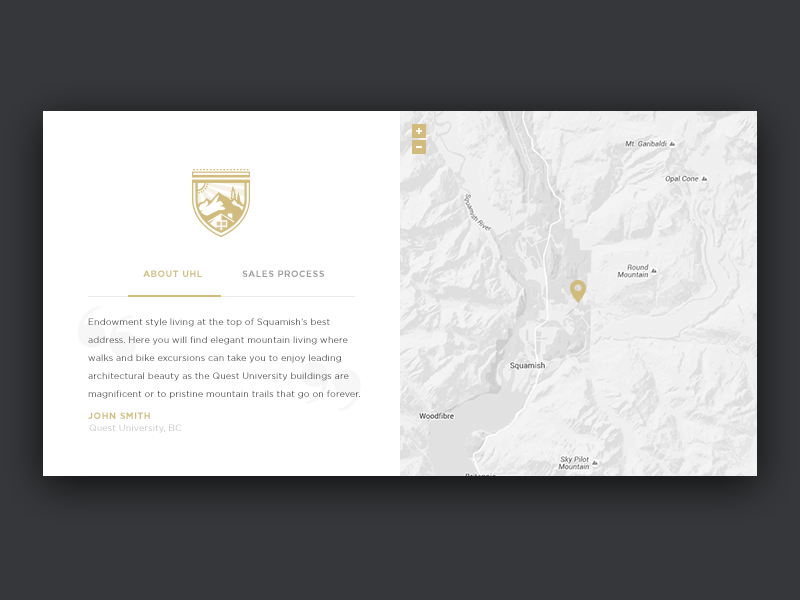 ABOUT UHL
SALES PROCESS
Endowment style living at the top of Squamish's best
address. Here you will find elegant mountain living where
walks and bike excursions can take you to enjoy leading
architectural beauty as the Quest University buildings are
magnificent or to pristine mountain trails that go on forever.
JOHN SMITH
Quest University, BC
+
−
Mt. Garibaldi
Opal Cone
Squamish River
Round
Mountain
Squamish
Woodfibre
Sky Pilot
Mountain